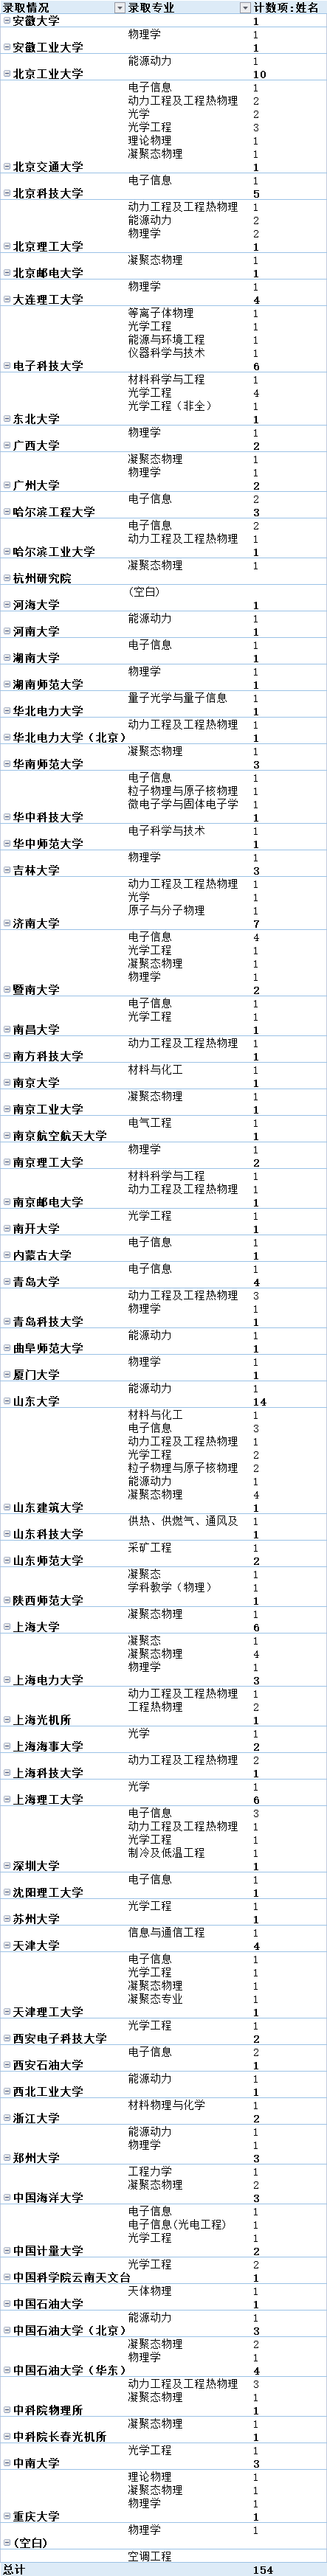 录取情况 录取专业 计数项:姓名
安徽大学 1
物理学 1
安徽工业大学 1
能源动力 1
北京工业大学 10
电子信息 1
动力工程及工程热物理 2
光学 2
光学工程 3
理论物理 1
凝聚态物理 1
北京交通大学 1
电子信息 1
北京科技大学 5
动力工程及工程热物理 1
能源动力 2
物理学 2
北京理工大学 1
凝聚态物理 1
北京邮电大学 1
物理学 1
大连理工大学 4
等离子体物理 1
光学工程 1
能源与环境工程 1
仪器科学与技术 1
电子科技大学 6
材料科学与工程 1
光学工程 4
光学工程（非全） 1
东北大学 1
物理学 1
广西大学 2
凝聚态物理 1
物理学 1
广州大学 2
电子信息 2
哈尔滨工程大学 3
电子信息 2
动力工程及工程热物理 1
哈尔滨工业大学 1
凝聚态物理 1
杭州研究院
(空白)
河海大学 1
能源动力 1
河南大学 1
电子信息 1
湖南大学 1
物理学 1
湖南师范大学 1
量子光学与量子信息 1
华北电力大学 1
动力工程及工程热物理 1
华北电力大学（北京） 1
凝聚态物理 1
华南师范大学 3
电子信息 1
粒子物理与原子核物理 1
微电子学与固体电子学 1
华中科技大学 1
电子科学与技术 1
华中师范大学 1
物理学 1
吉林大学 3
动力工程及工程热物理 1
光学 1
原子与分子物理 1
济南大学 7
电子信息 4
光学工程 1
凝聚态物理 1
物理学 1
暨南大学 2
电子信息 1
光学工程 1
南昌大学 1
动力工程及工程热物理 1
南方科技大学 1
材料与化工 1
南京大学 1
凝聚态物理 1
南京工业大学 1
电气工程 1
南京航空航天大学 1
物理学 1
南京理工大学 2
材料科学与工程 1
动力工程及工程热物理 1
南京邮电大学 1
光学工程 1
南开大学 1
电子信息 1
内蒙古大学 1
电子信息 1
青岛大学 4
动力工程及工程热物理 3
物理学 1
青岛科技大学 1
能源动力 1
曲阜师范大学 1
物理学 1
厦门大学 1
能源动力 1
山东大学 14
材料与化工 1
电子信息 3
动力工程及工程热物理 1
光学工程 2
粒子物理与原子核物理 2
能源动力 1
凝聚态物理 4
山东建筑大学 1
供热、供燃气、通风及 1
山东科技大学 1
采矿工程 1
山东师范大学 2
凝聚态 1
学科教学（物理） 1
陕西师范大学 1
凝聚态物理 1
上海大学 6
凝聚态 1
凝聚态物理 4
物理学 1
上海电力大学 3
动力工程及工程热物理 1
工程热物理 2
上海光机所 1
光学 1
上海海事大学 2
动力工程及工程热物理 2
上海科技大学 1
光学 1
上海理工大学 6
电子信息 3
动力工程及工程热物理 1
光学工程 1
制冷及低温工程 1
深圳大学 1
电子信息 1
沈阳理工大学 1
光学工程 1
苏州大学 1
信息与通信工程 1
天津大学 4
电子信息 1
光学工程 1
凝聚态物理 1
凝聚态专业 1
天津理工大学 1
光学工程 1
西安电子科技大学 2
电子信息 2
西安石油大学 1
能源动力 1
西北工业大学 1
材料物理与化学 1
浙江大学 2
能源动力 1
物理学 1
郑州大学 3
工程力学 1
凝聚态物理 2
中国海洋大学 3
电子信息 1
电子信息(光电工程) 1
光学工程 1
中国计量大学 2
光学工程 2
中国科学院云南天文台 1
天体物理 1
中国石油大学 1
能源动力 1
中国石油大学（北京） 3
凝聚态物理 2
物理学 1
中国石油大学（华东） 4
动力工程及工程热物理 3
凝聚态物理 1
中科院物理所 1
凝聚态物理 1
中科院长春光机所 1
光学工程 1
中南大学 3
理论物理 1
凝聚态物理 1
物理学 1
重庆大学 1
物理学 1
(空白)
空调工程
总计 154